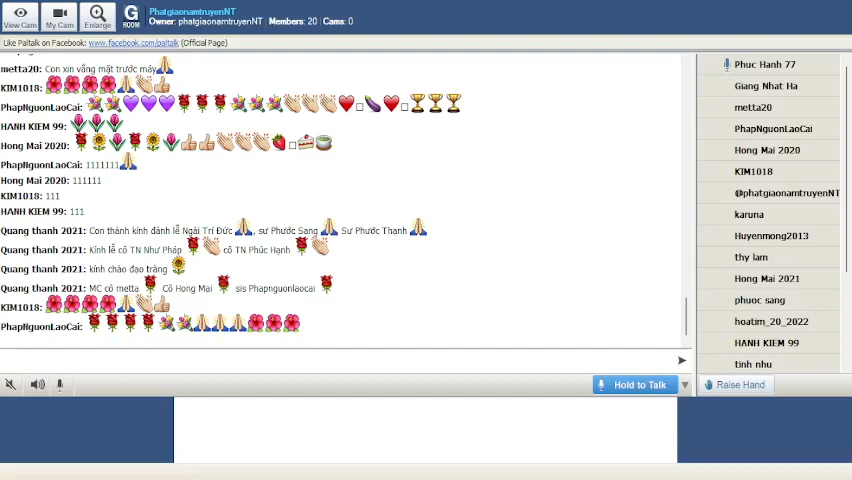 View Cam
My Cam
Enlarge
G
ROOM
PhatgiaonamtruyenNT
Owner: phatgiaonamtruyenNT Members: 20 Cams: 0
Like Paltalk on Facebook: www.facebook.com/paltalk (Official Page)
metta20: Con xin vắng mặt trước máy
KIM1018:
PhapNguonLaoCai:
HANH KIEM 99:
Hong Mai 2020:
PhapNguonLaoCai: 1111111
Hong Mai 2020: 111111
KIM1018: 111
HANH KIEM 99: 111
Quang thanh 2021: Con thành kính đảnh lễ Ngài Trí Đức , sư Phước Sang Sư Phước Thạnh
Quang thanh 2021: Kính lễ cô TN Như Pháp cô TN Phúc Hạnh
Quang thanh 2021: kính chào đạo tràng
Quang thanh 2021: MC cô metta Cô Hong Mai sis Phapnguonlaocai
KIM1018:
PhapNguonLaoCai:
Hold to Talk
Phuc Hanh 77
Giang Nhat Ha
metta20
PhapNguonLaoCai
Hong Mai 2020
KIM1018
@phatgiaonamtruyenNT
karuna
Huyenmong2013
thy lam
Hong Mai 2021
phuoc sang
hoatim_20_2022
HANH KIEM 99
tinh nhu
Raise Hand